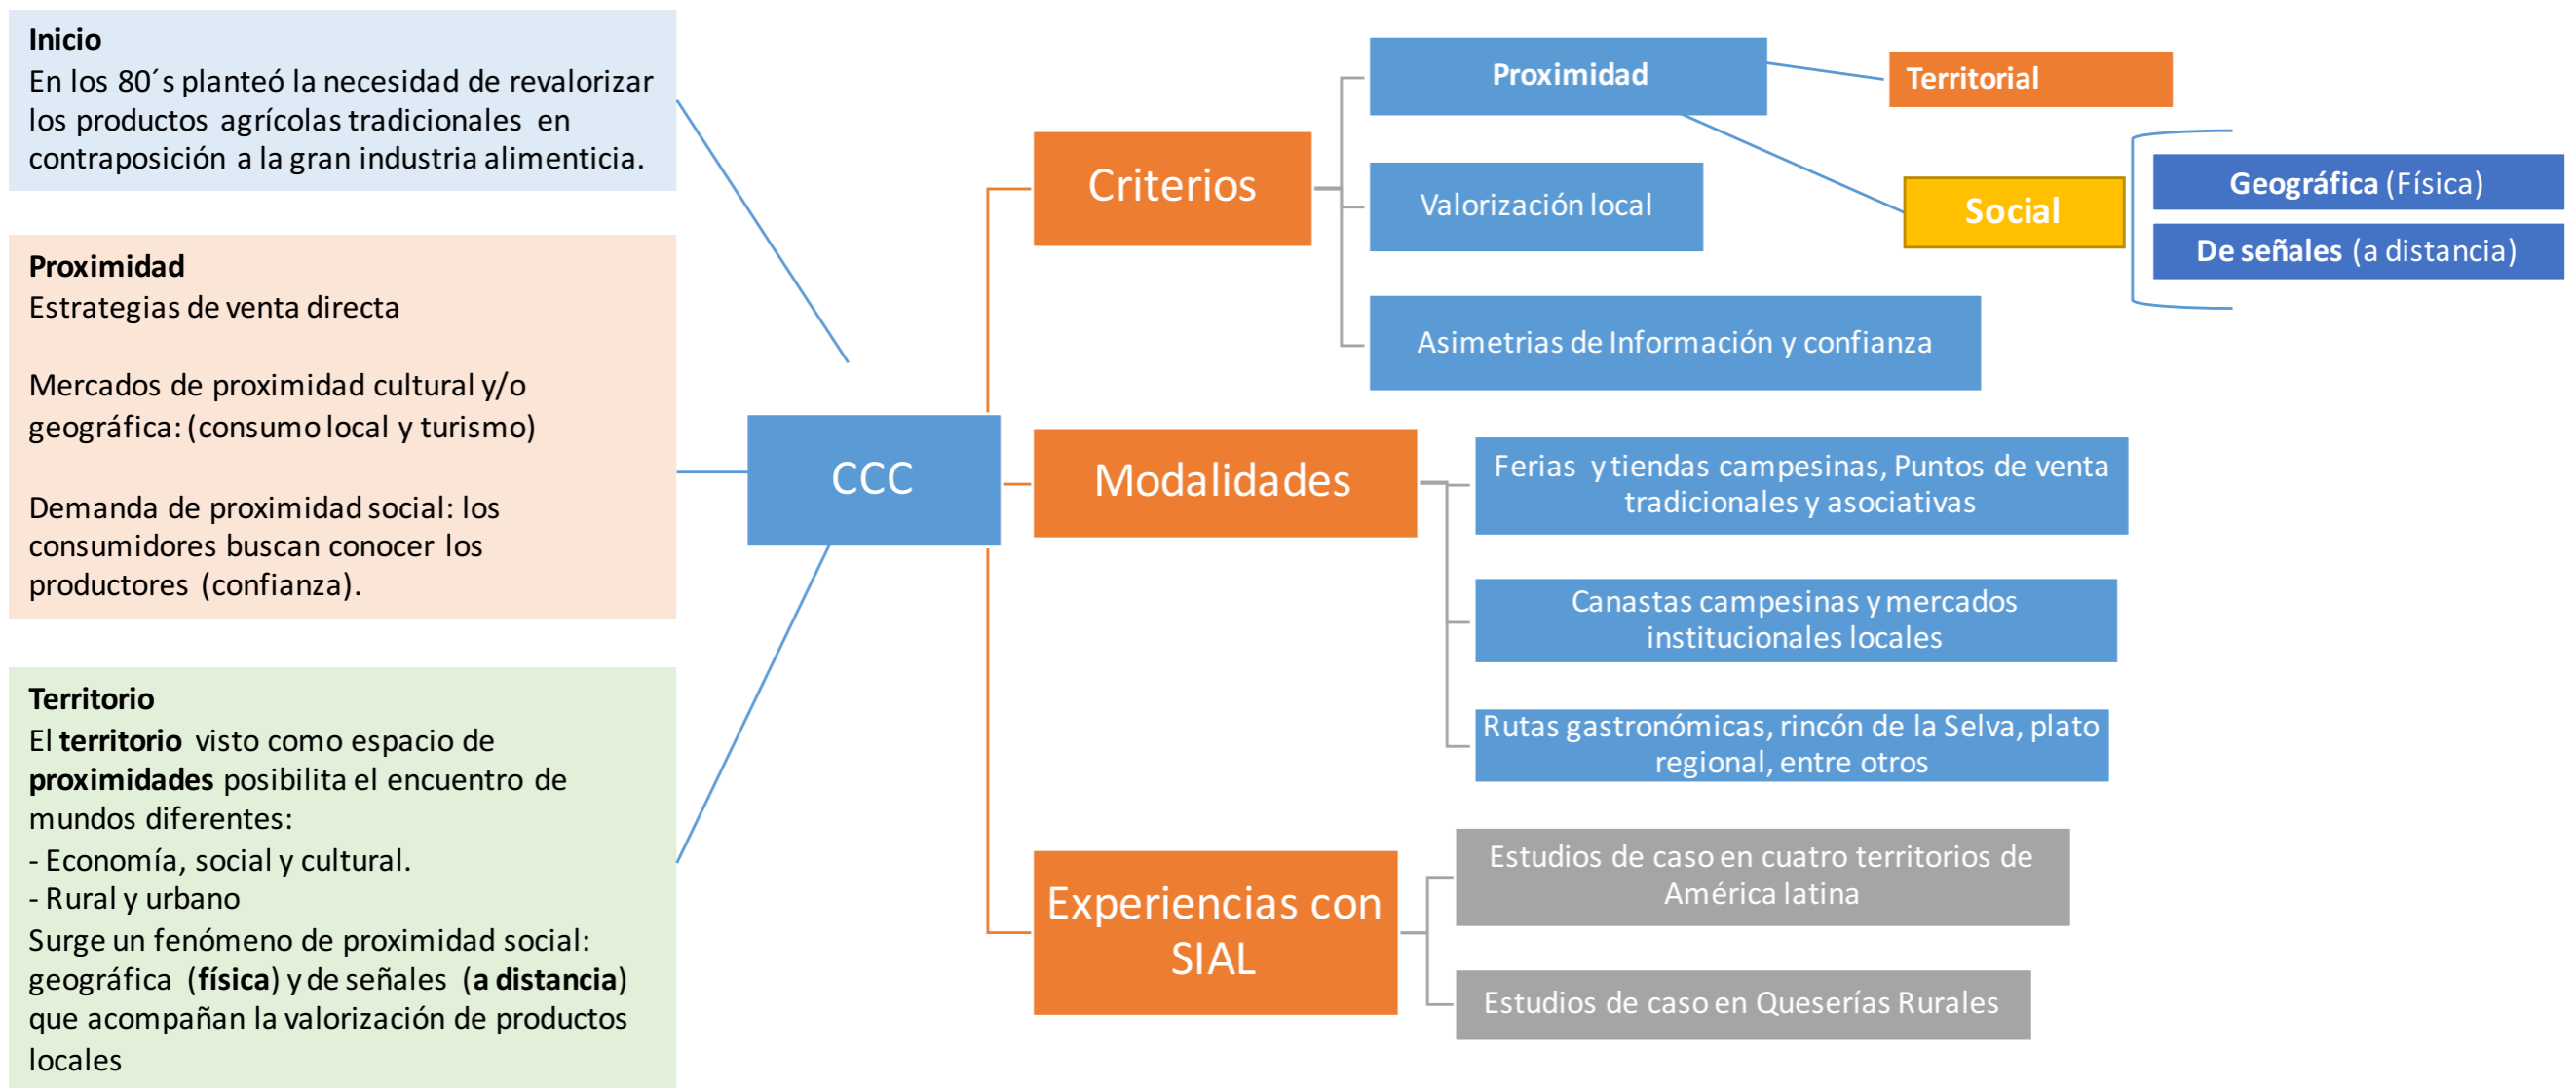 Inicio
En los 80´s planteó la necesidad de revalorizar
los productos agrícolas tradicionales en
contraposición a la gran industria alimenticia.
Proximidad
Estrategias de venta directa
Mercados de proximidad cultural y/o
geográfica: (consumo local y turismo)
Demanda de proximidad social: los
consumidores buscan conocer los
productores (confianza).
Territorio
El territorio visto como espacio de
proximidades posibilita el encuentro de
mundos diferentes:
- Economía, social y cultural.
- Rural y urbano
Surge un fenómeno de proximidad social:
geográfica (física) y de señales (a distancia)
que acompañan la valorización de productos
locales
CCC
Criterios
Proximidad
Territorial
Social
Geográfica (Física)
De señales (a distancia)
Valorización local
Asimetrias de Información y confianza
Modalidades
Ferias y tiendas campesinas, Puntos de venta
tradicionales y asociativas
Canastas campesinas y mercados
institucionales locales
Rutas gastronómicas, rincón de la Selva, plato
regional, entre otros
Experiencias con
SIAL
Estudios de caso en cuatro territorios de
América latina
Estudios de caso en Queserías Rurales